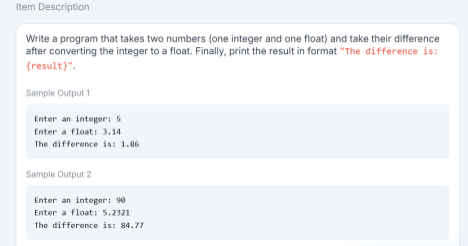 Item Description
Write a program that takes two numbers (one integer and one float) and take their difference
after converting the integer to a float. Finally, print the result in format "The difference is:
{result}".
Sample Output 1
Enter an integer: 5
Enter a float: 3.14
The difference is: 1.86
Sample Output 2
Enter an integer: 90
Enter a float: 5.2321
The difference is: 84.77